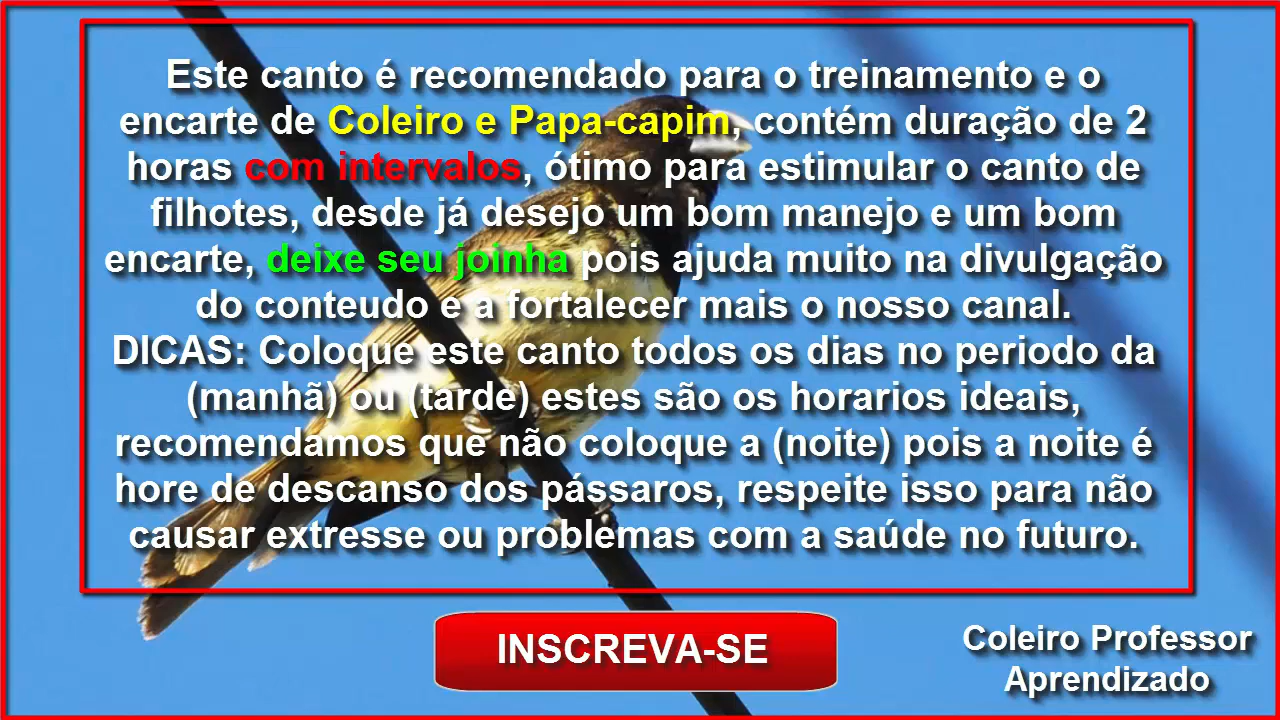 Este canto é recomendado para o treinamento e o
encarte de Coleiro e Papa-capim, contém duração de 2
horas com intervalos, ótimo para estimular o canto de
filhotes, desde já desejo um bom manejo e um bom
encarte, deixe seu joinha pois ajuda muito na divulgação
do conteudo e a fortalecer mais o nosso canal.
DICAS: Coloque este canto todos os dias no periodo da
(manhã) ou (tarde) estes são os horarios ideais,
recomendamos que não coloque a (noite) pois a noite é
hore de descanso dos pássaros, respeite isso para não
causar extresse ou problemas com a saúde no futuro.
INSCREVA-SE
Coleiro Professor
Aprendizado